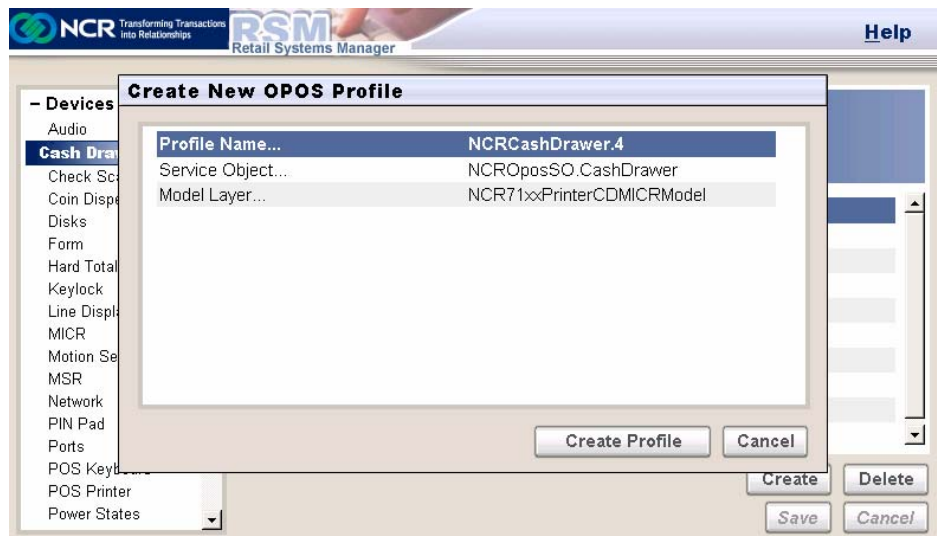 NCR Transforming Transactions
into Relationships
RSM
Retail Systems Manager
Help
Create New OPOS Profile
– Devices
Audio
Cash Draw
Check Sc
Coin Dispe
Disks
Form
Hard Total
Keylock
Line Displ
MICR
Motion Se
MSR
Network
PIN Pad
Ports
POS Keyb
POS Printer
Power States
Profile Name... NCRCashDrawer.4
Service Object... NCROposSO.CashDrawer
Model Layer... NCR71xxPrinterCDMICRModel
Create Profile Cancel
Create Delete
Save Cancel